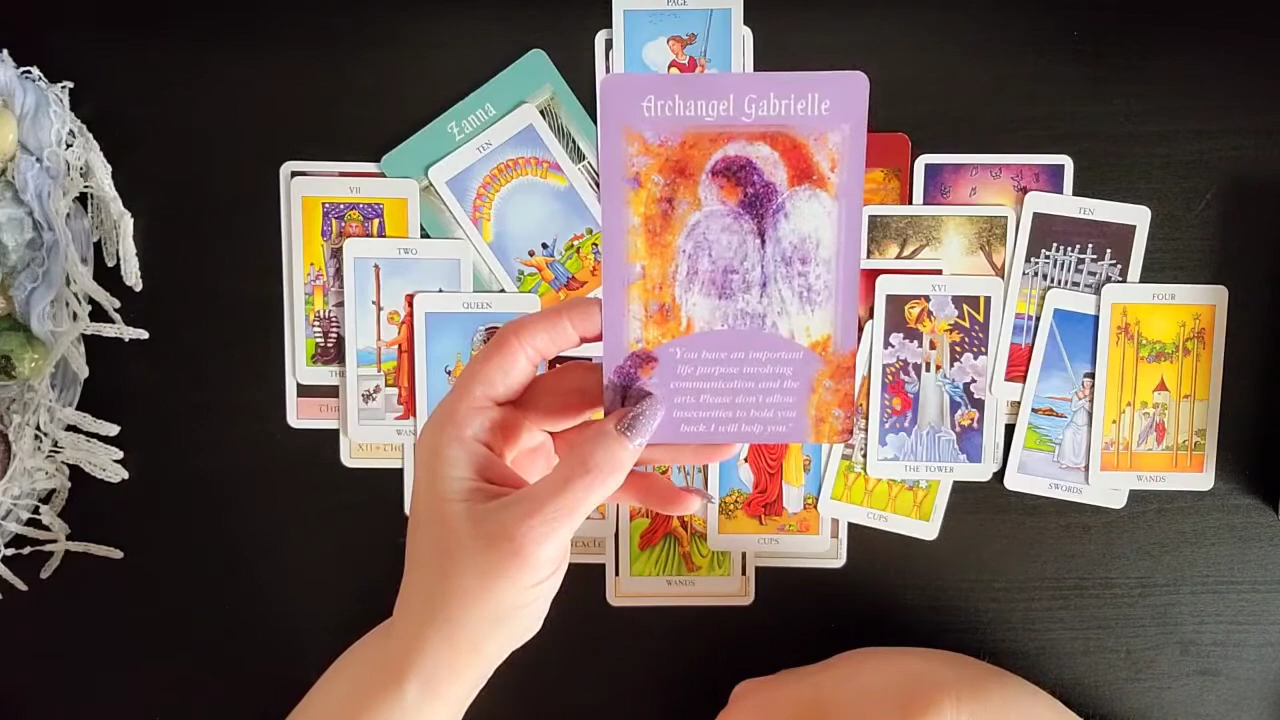 PAGE
Archangel Gabrielle
Zanna
TEN
VII
TWO
QUEEN
TEN
XVI
FOUR
"You have an important
life purpose involving
communication and the
arts. Please don't allow
insecurities to hold you
back. I will help you."
THE TOWER
WANDS
SWORDS
CUPS
CUPS
WANDS